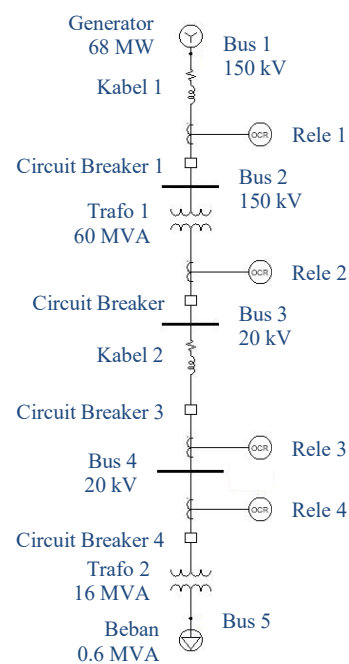 Generator
68 MW
Bus 1
150 kV
Kabel 1
OCR
Rele 1
Circuit Breaker 1
Bus 2
150 kV
Trafo 1
60 MVA
OCR
Rele 2
Circuit Breaker
Bus 3
20 kV
Kabel 2
Circuit Breaker 3
OCR
Rele 3
Bus 4
20 kV
OCR
Rele 4
Circuit Breaker 4
Trafo 2
16 MVA
Bus 5
Beban
0.6 MVA